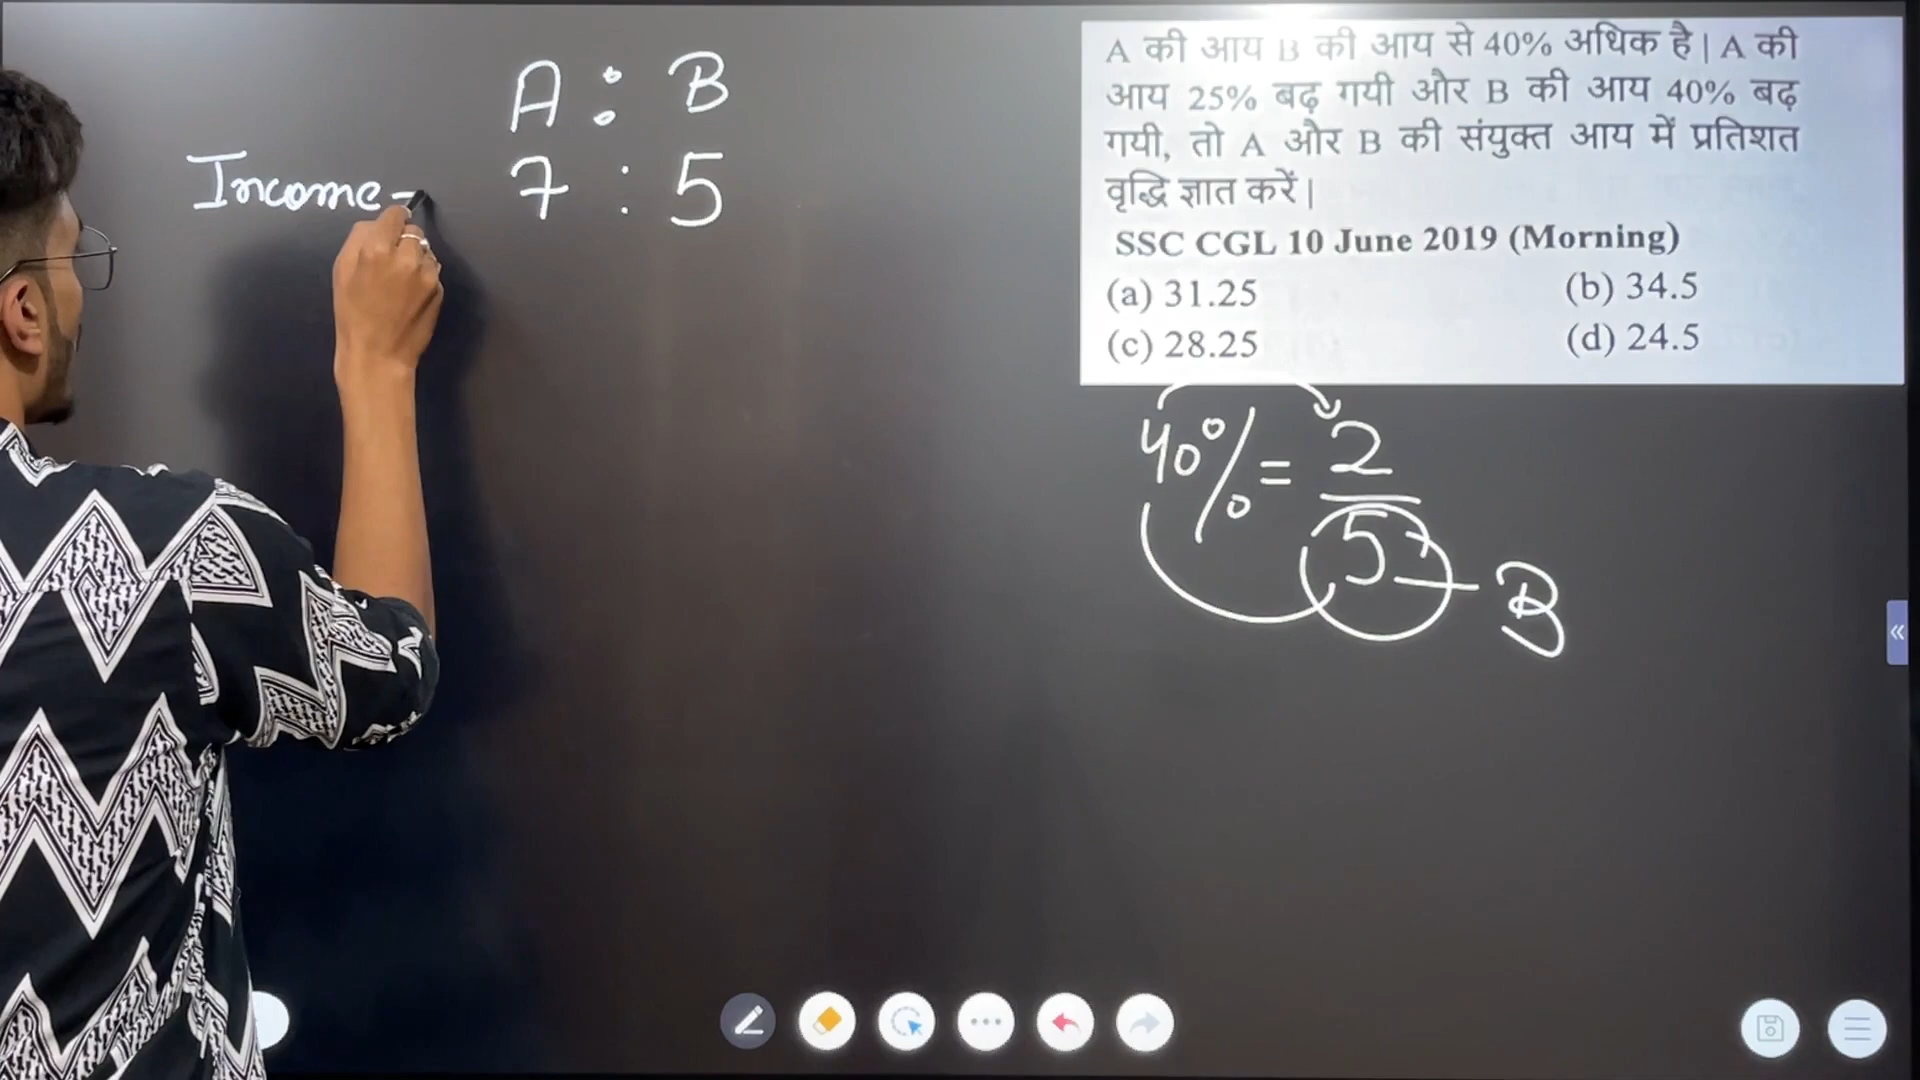 A : B
Income - 7 : 5
A की आय B की आय से 40% अधिक है | A की
आय 25% बढ़ गयी और B की आय 40% बढ़
गयी, तो A और B की संयुक्त आय में प्रतिशत
वृद्धि ज्ञात करें |
SSC CGL 10 June 2019 (Morning)
(a) 31.25 (b) 34.5
(c) 28.25 (d) 24.5
40% = 2
5 B